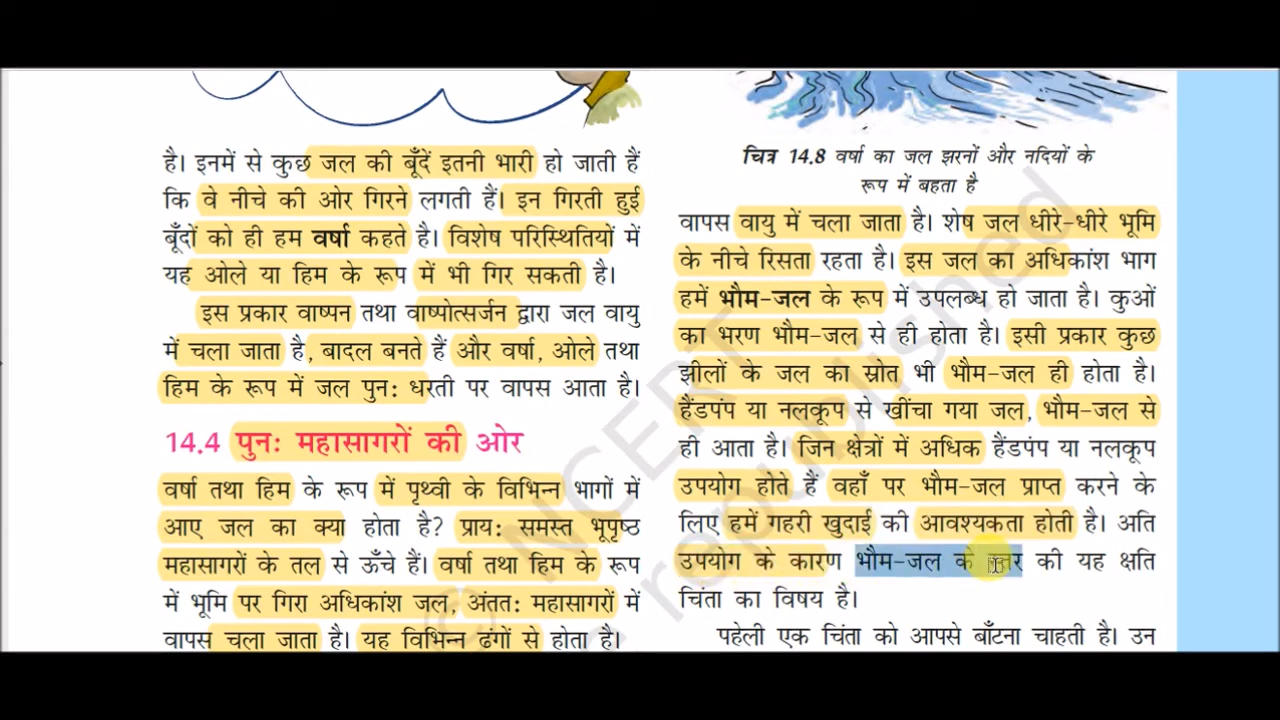 है। इनमें से कुछ जल की बूँदें इतनी भारी हो जाती हैं
कि वे नीचे की ओर गिरने लगती हैं। इन गिरती हुई
बूँदों को ही हम वर्षा कहते है। विशेष परिस्थितियों में
यह ओले या हिम के रूप में भी गिर सकती है।
इस प्रकार वाष्पन तथा वाष्पोत्सर्जन द्वारा जल वायु
में चला जाता है, बादल बनते हैं और वर्षा, ओले तथा
हिम के रूप में जल पुन: धरती पर वापस आता है।
14.4 पुनः महासागरों की ओर
वर्षा तथा हिम के रूप में पृथ्वी के विभिन्न भागों में
आए जल का क्या होता है? प्राय: समस्त भूपृष्ठ
महासागरों के तल से ऊँचे हैं। वर्षा तथा हिम के रूप
में भूमि पर गिरा अधिकांश जल, अंतत: महासागरों में
वापस चला जाता है। यह विभिन्न ढंगों से होता है।
चित्र 14.8 वर्षा का जल झरनों और नदियों के
रूप में बहता है
वापस वायु में चला जाता है। शेष जल धीरे-धीरे भूमि
के नीचे रिसता रहता है। इस जल का अधिकांश भाग
हमें भौम-जल के रूप में उपलब्ध हो जाता है। कुओं
का भरण भौम-जल से ही होता है। इसी प्रकार कुछ
झीलों के जल का स्रोत भी भौम-जल ही होता है।
हैंडपंप या नलकूप से खींचा गया जल, भौम-जल से
ही आता है। जिन क्षेत्रों में अधिक हैंडपंप या नलकूप
उपयोग होते हैं वहाँ पर भौम-जल प्राप्त करने के
लिए हमें गहरी खुदाई की आवश्यकता होती है। अति
उपयोग के कारण भौम-जल के स्तर की यह क्षति
चिंता का विषय है।
पहेली एक चिंता को आपसे बाँटना चाहती है। उन
© NCERT
republished